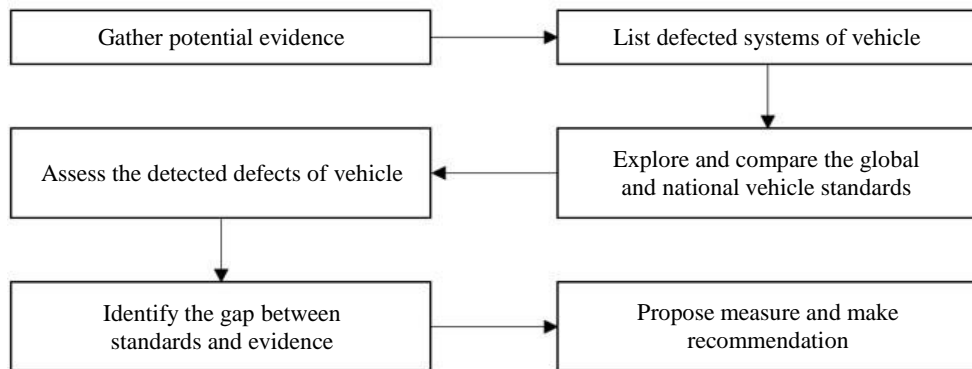 Gather potential evidence
List defected systems of vehicle
Explore and compare the global
and national vehicle standards
Assess the detected defects of vehicle
Identify the gap between
standards and evidence
Propose measure and make
recommendation